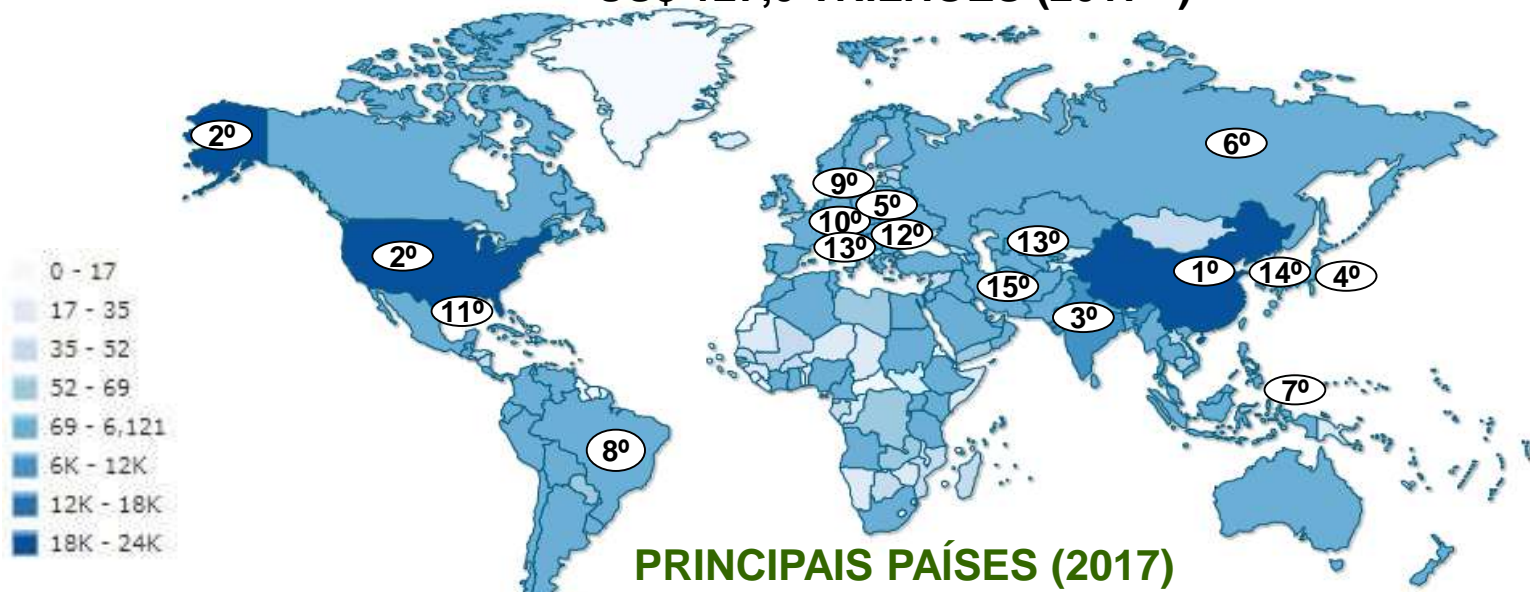 2º
6º
9º
5º
10º
12º
13º
13º
2º
1º
14º
4º
15º
11º
3º
7º
8º
0 - 17
17 - 35
35 - 52
52 - 69
69 - 6,121
6K - 12K
12K - 18K
18K - 24K
PRINCIPAIS PAÍSES (2017)